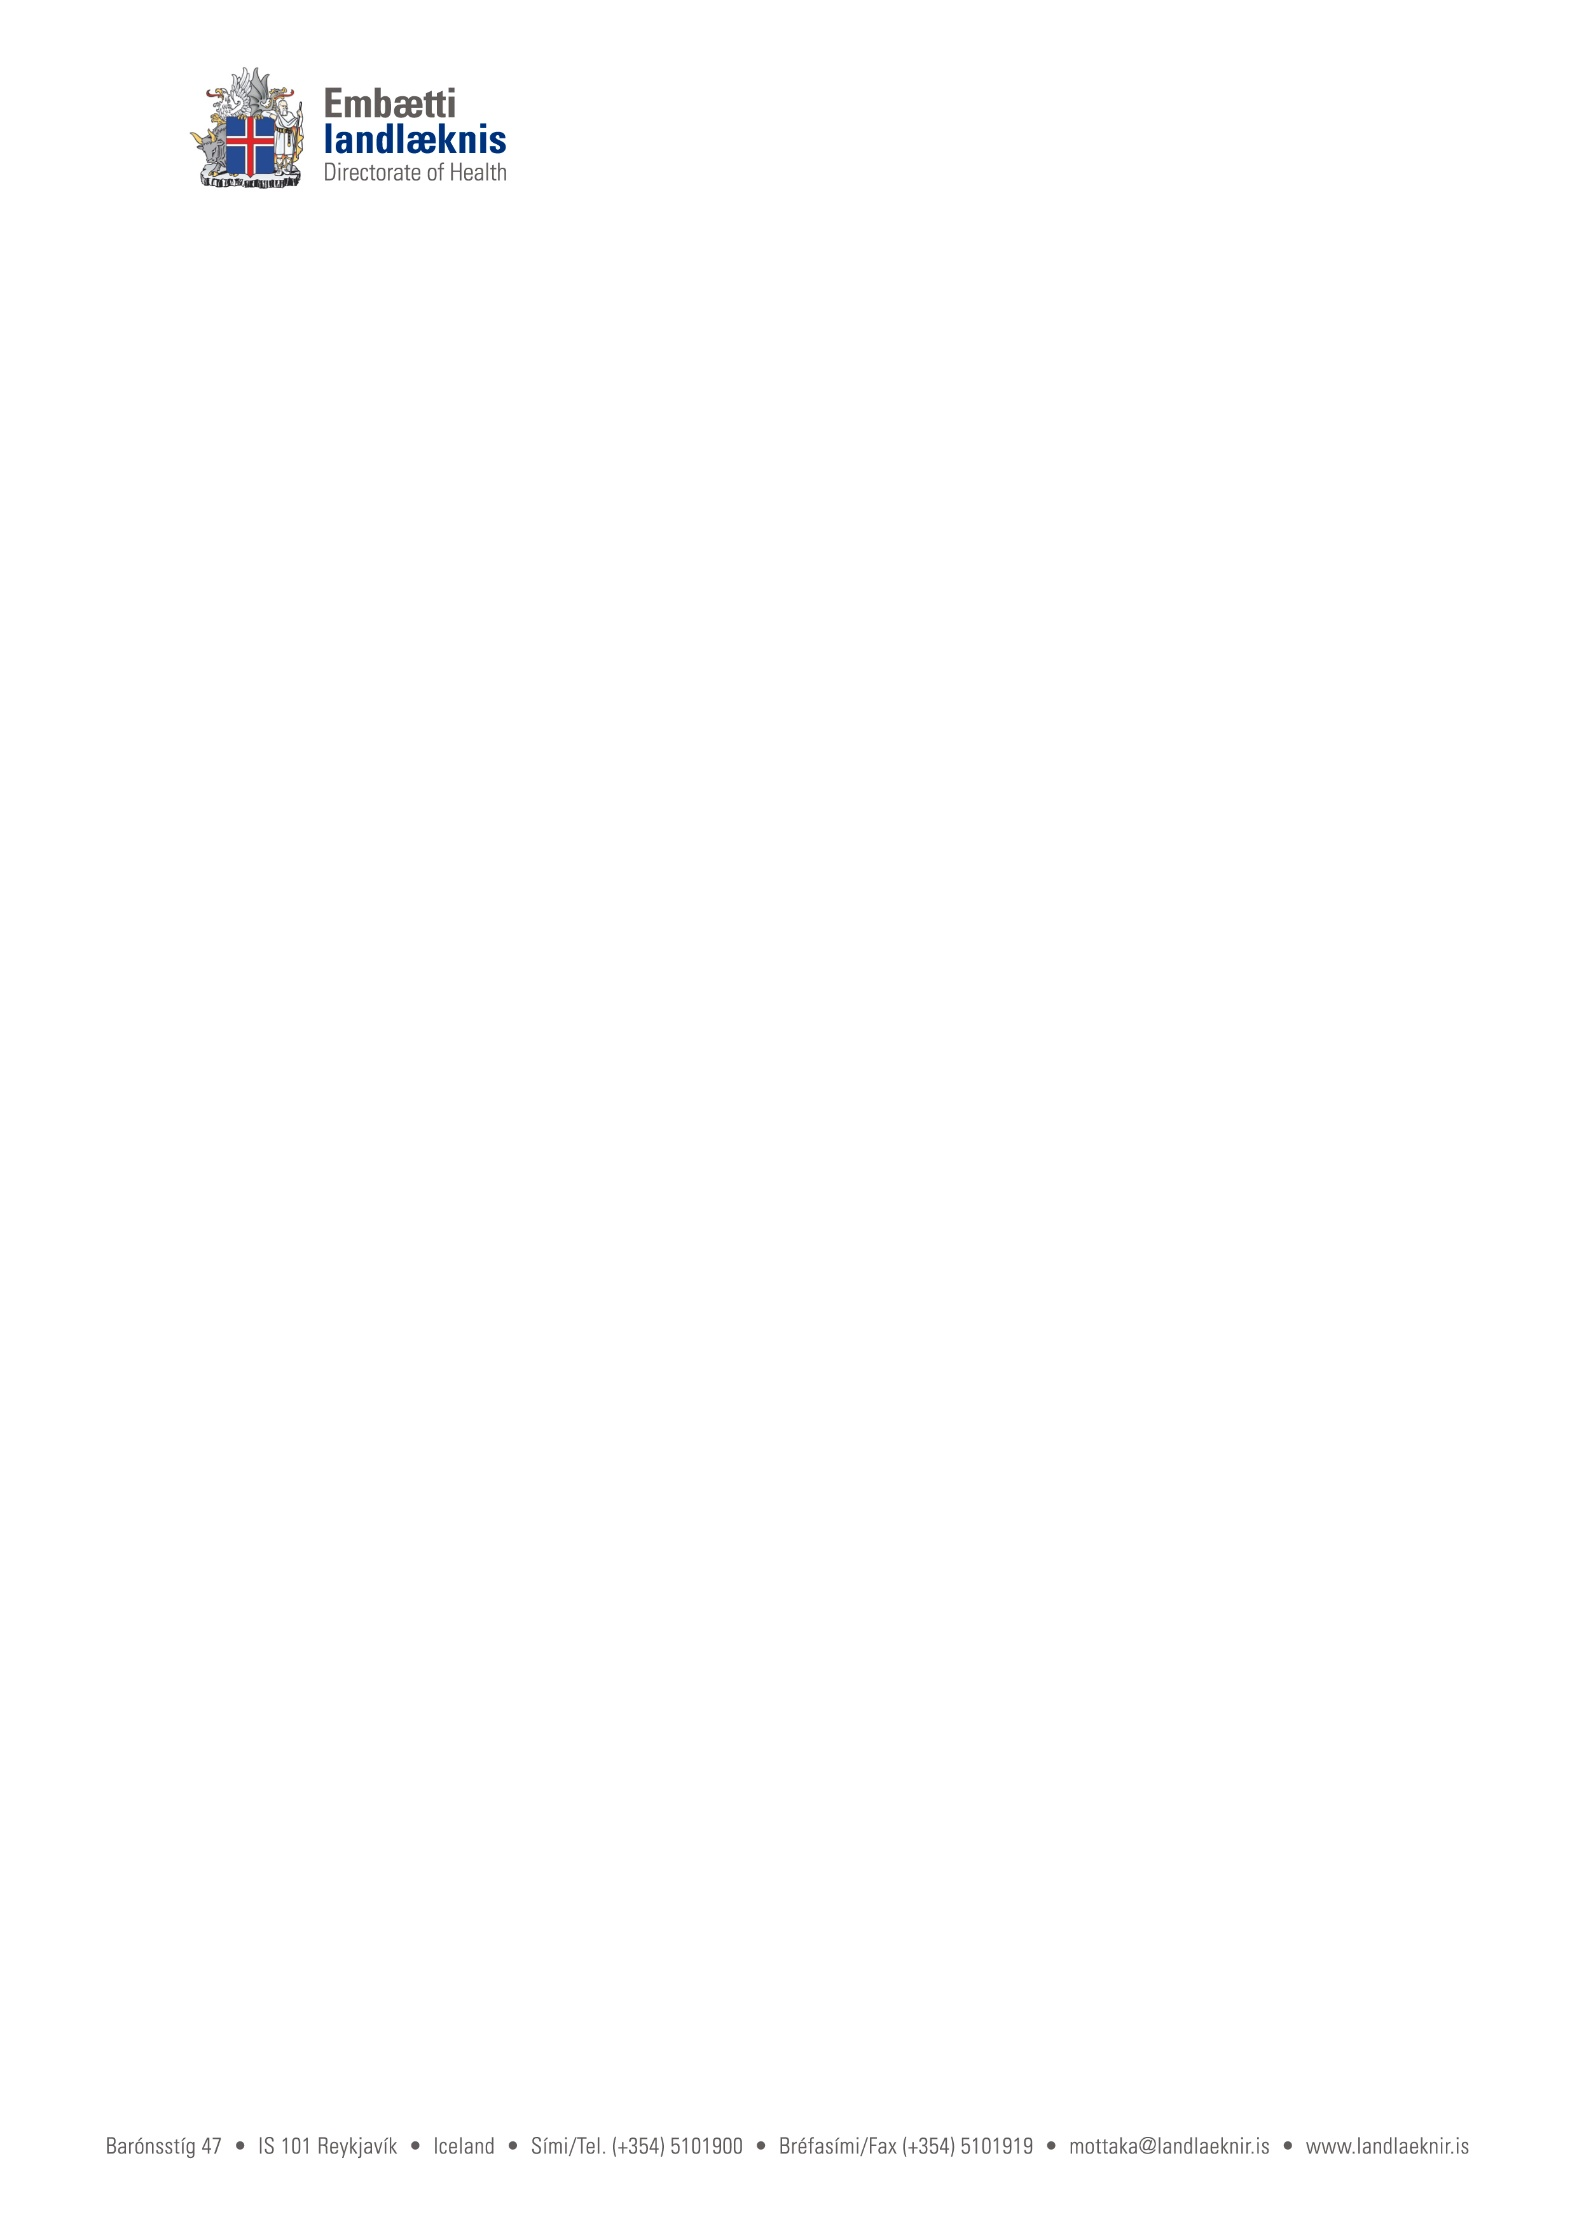 Embætti
landlæknis
Directorate of Health
Barónsstíg 47 • IS 101 Reykjavík • Iceland • Sími/Tel. (+354) 5101900 • Bréfasími/Fax (+354) 5101919 • mottaka@landlaeknir.is • www.landlaeknir.is